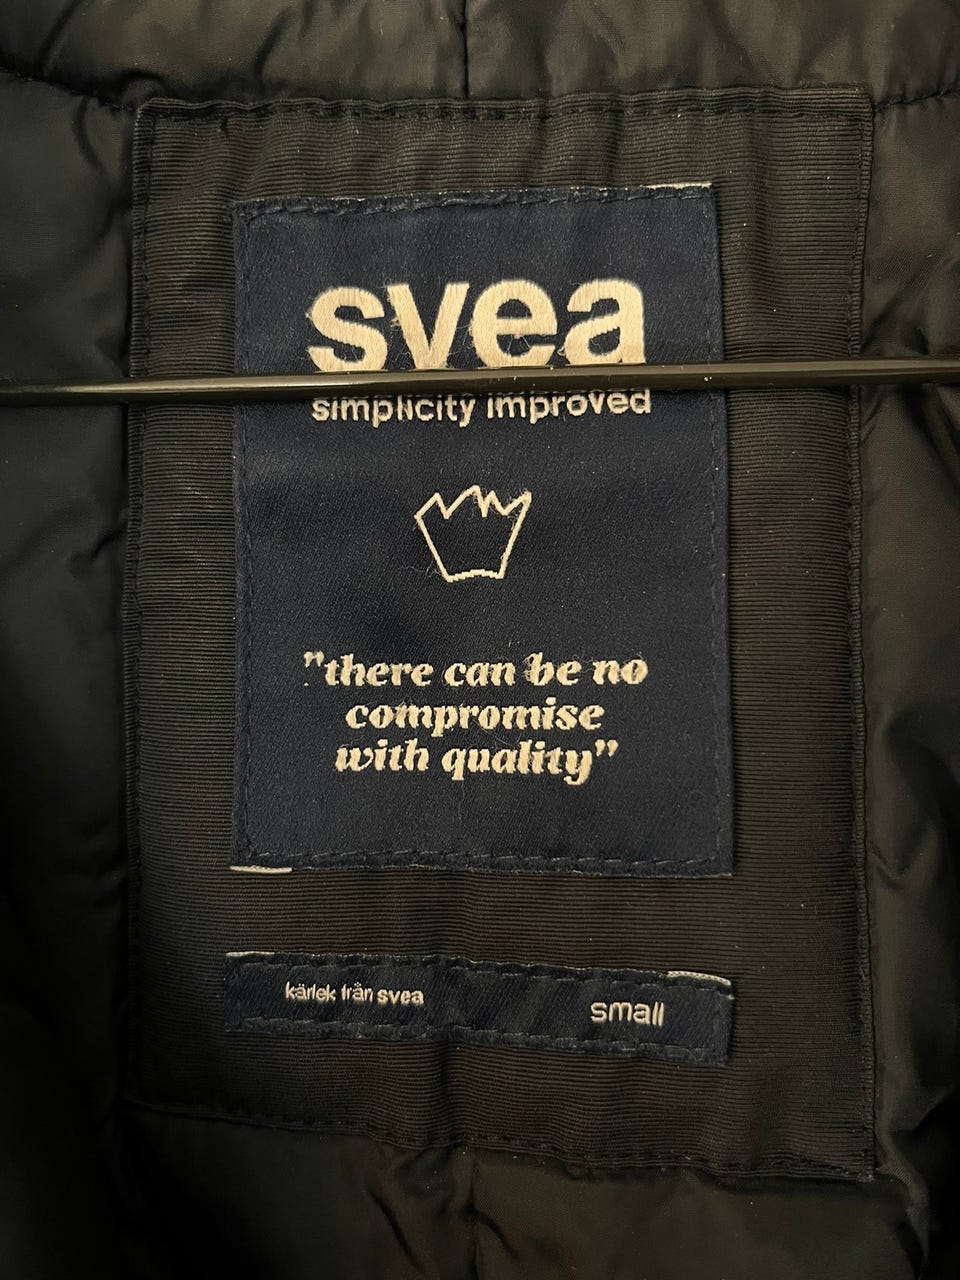 svea
simplicity improved
"there can be no
compromise
with quality"
kärlek från svea
small